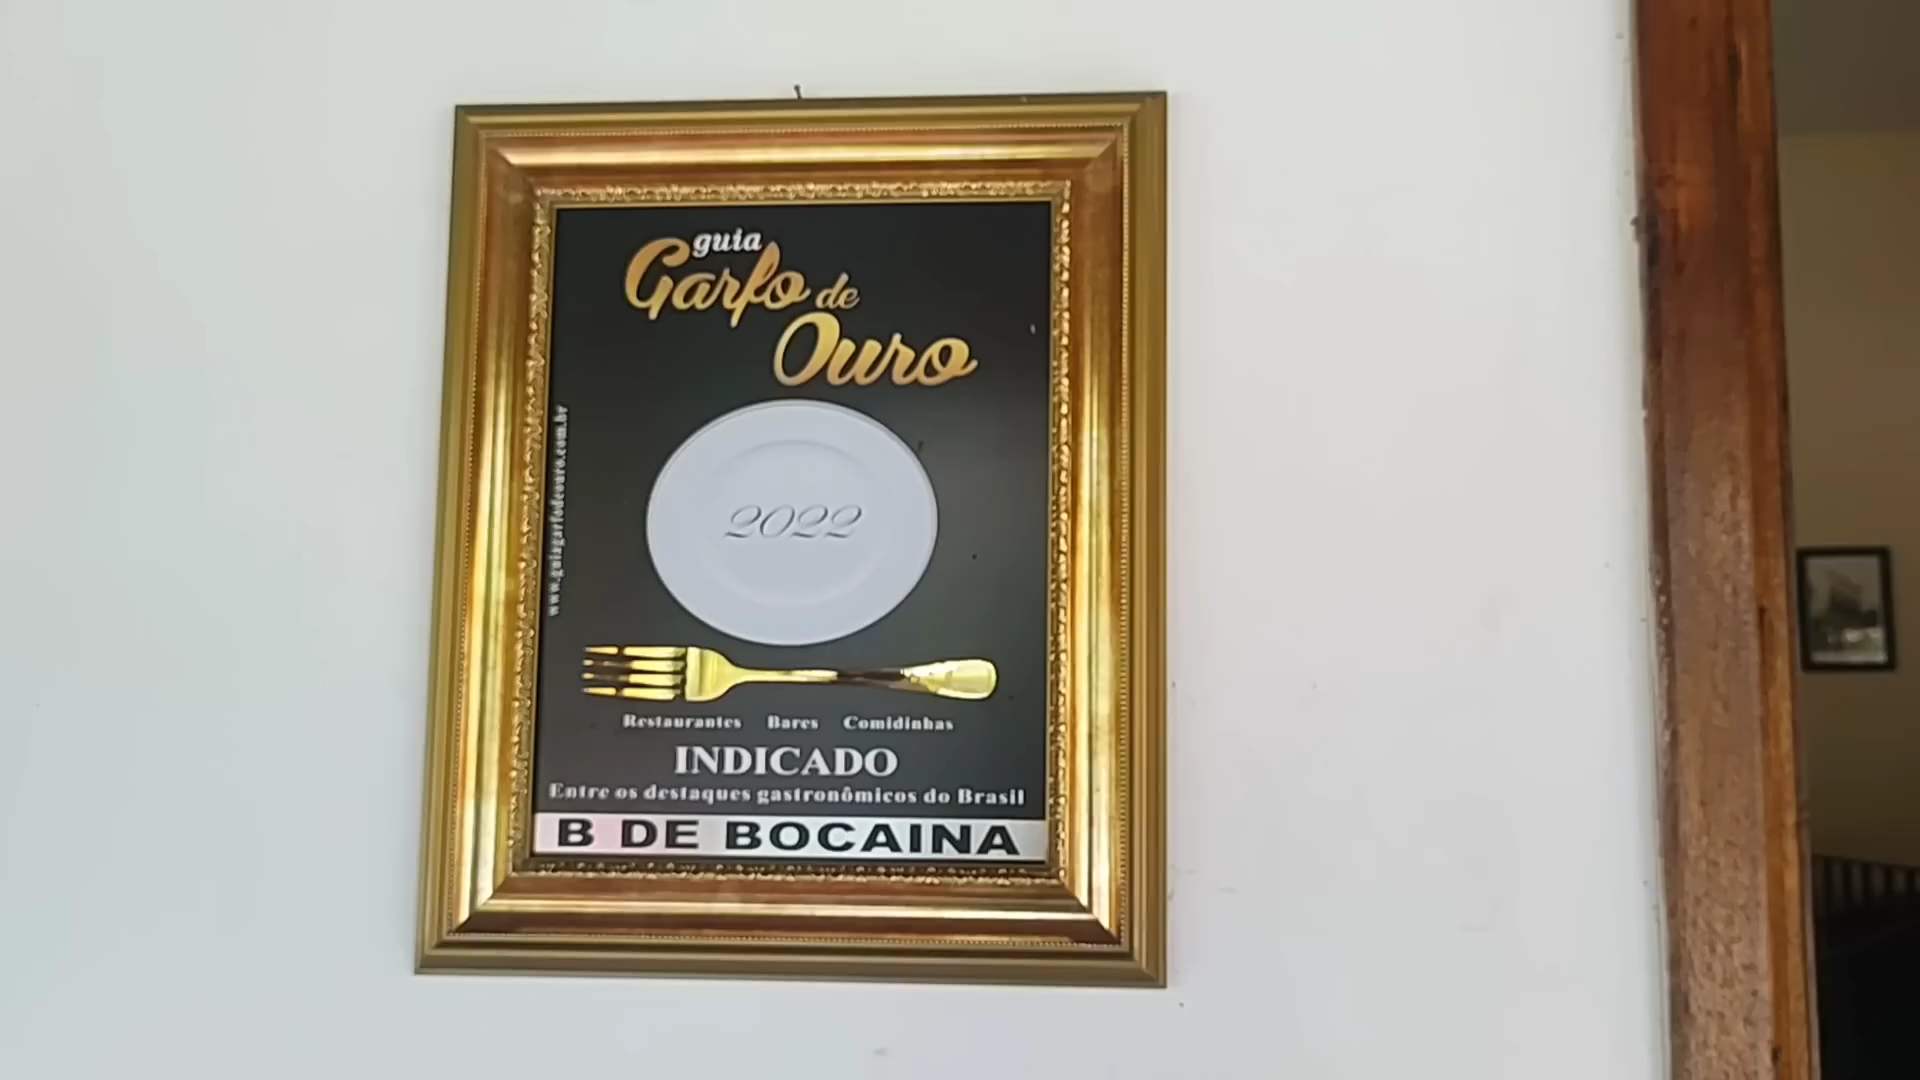 guia
Garfo de
Ouro
www.guiagarfodeouro.com.br
2022
Restaurantes Bares Comidinhas
INDICADO
Entre os destaques gastronômicos do Brasil
B DE BOCAINA